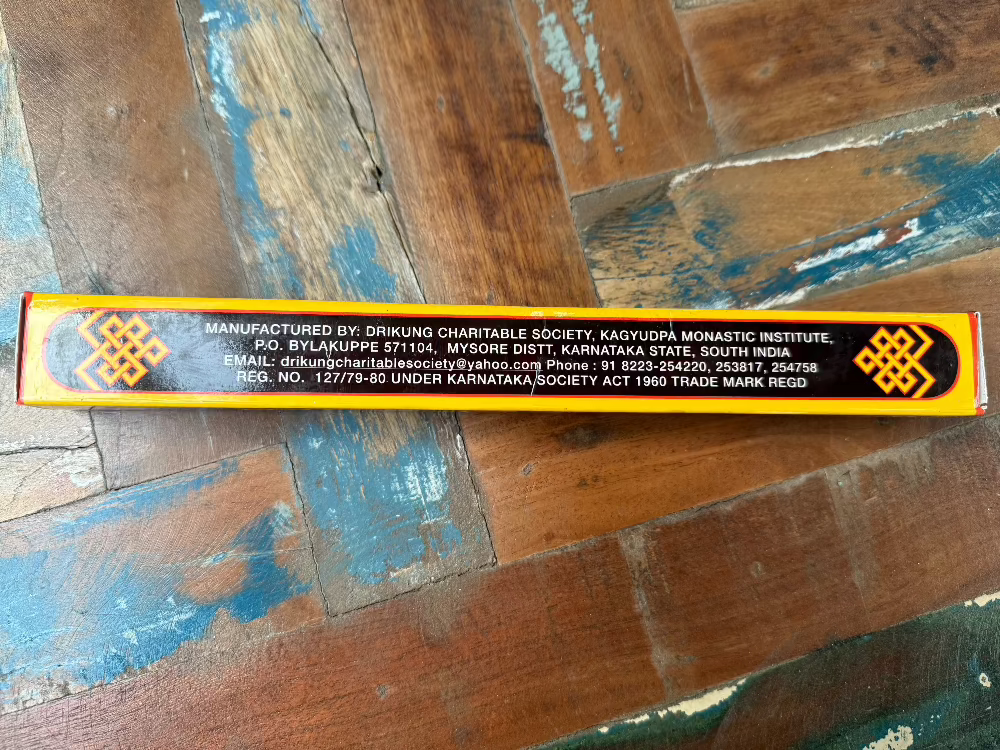 MANUFACTURED BY: DRIKUNG CHARITABLE SOCIETY, KAGYUDPA MONASTIC INSTITUTE,
P.O. BYLAKUPPE 571104, MYSORE DISTT, KARNATAKA STATE, SOUTH INDIA
EMAIL: drikungcharitablesociety@yahoo.com Phone : 91 8223-254220, 253817, 254758
REG. NO. 127/79-80 UNDER KARNATAKA SOCIETY ACT 1960 TRADE MARK REGD